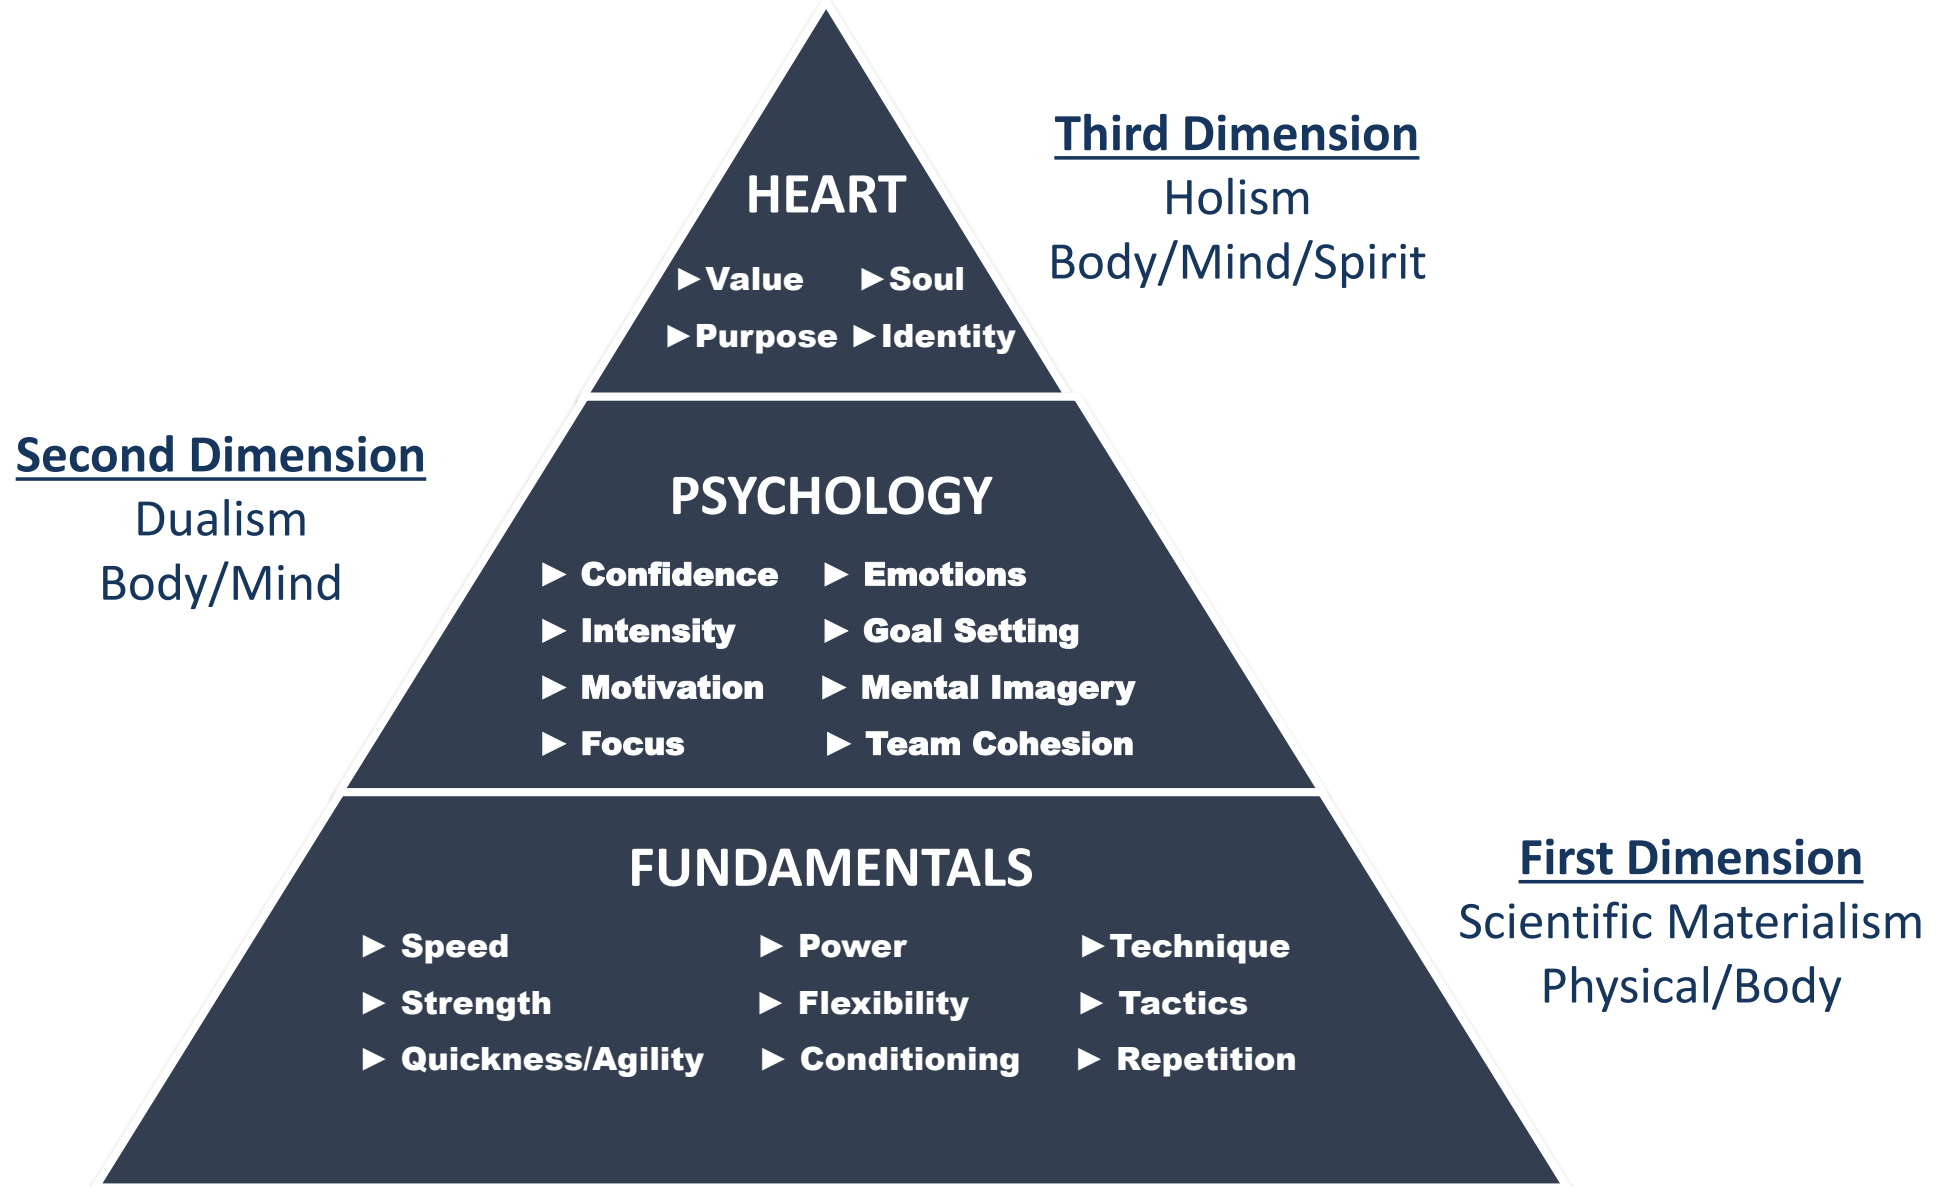 Third Dimension
Holism
Body/Mind/Spirit
HEART
►Value ►Soul
►Purpose ►Identity
Second Dimension
Dualism
Body/Mind
PSYCHOLOGY
► Confidence ► Emotions
► Intensity ► Goal Setting
► Motivation ► Mental Imagery
► Focus ► Team Cohesion
First Dimension
Scientific Materialism
Physical/Body
FUNDAMENTALS
► Speed ► Power ►Technique
► Strength ► Flexibility ► Tactics
► Quickness/Agility ► Conditioning ► Repetition